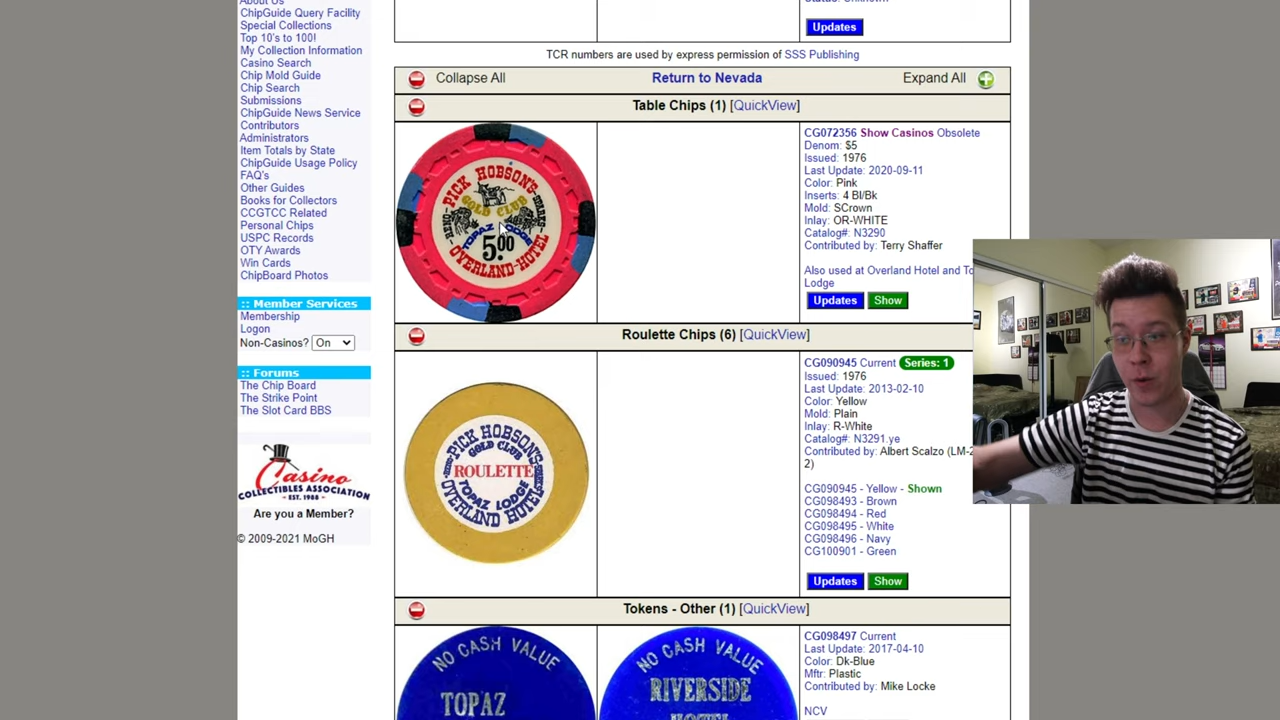 About Us
ChipGuide Query Facility
Special Collections
Top 10's to 100!
My Collection Information
Casino Search
Chip Mold Guide
Chip Search
Submissions
ChipGuide News Service
Contributors
Administrators
Item Totals by State
ChipGuide Usage Policy
FAQ's
Other Guides
Books for Collectors
CCGTCC Related
Personal Chips
USPC Records
OTY Awards
Win Cards
ChipBoard Photos
:: Member Services
Membership
Logon
Non-Casinos? On
:: Forums
The Chip Board
The Strike Point
The Slot Card BBS
Casino
COLLECTIBLES ASSOCIATION
EST. 1988
Are you a Member?
© 2009-2021 MoGH
Status: Unknown
Updates
TCR numbers are used by express permission of SSS Publishing
Collapse All
Return to Nevada
Expand All
Table Chips (1) [QuickView]
PICK HOBSON'S
GOLD CLUB
RENO
SPARKS
TOPAZ LODGE
5.00
OVERLAND HOTEL
CG072356 Show Casinos Obsolete
Denom: $5
Issued: 1976
Last Update: 2020-09-11
Color: Pink
Inserts: 4 Bl/Bk
Mold: SCrown
Inlay: OR-WHITE
Catalog#: N3290
Contributed by: Terry Shaffer
Also used at Overland Hotel and To
Lodge
Updates Show
Roulette Chips (6) [QuickView]
PICK HOBSON'S
GOLD CLUB
ROULETTE
TOPAZ LODGE
OVERLAND HOTEL
CG090945 Current Series: 1
Issued: 1976
Last Update: 2013-02-10
Color: Yellow
Mold: Plain
Inlay: R-White
Catalog#: N3291.ye
Contributed by: Albert Scalzo (LM-2
2)
CG090945 - Yellow - Shown
CG098493 - Brown
CG098494 - Red
CG098495 - White
CG098496 - Navy
CG100901 - Green
Updates Show
Tokens - Other (1) [QuickView]
NO CASH VALUE
TOPAZ
NO CASH VALUE
RIVERSIDE
HOTEL
CG098497 Current
Last Update: 2017-04-10
Color: Dk-Blue
Mftr: Plastic
Contributed by: Mike Locke
NCV